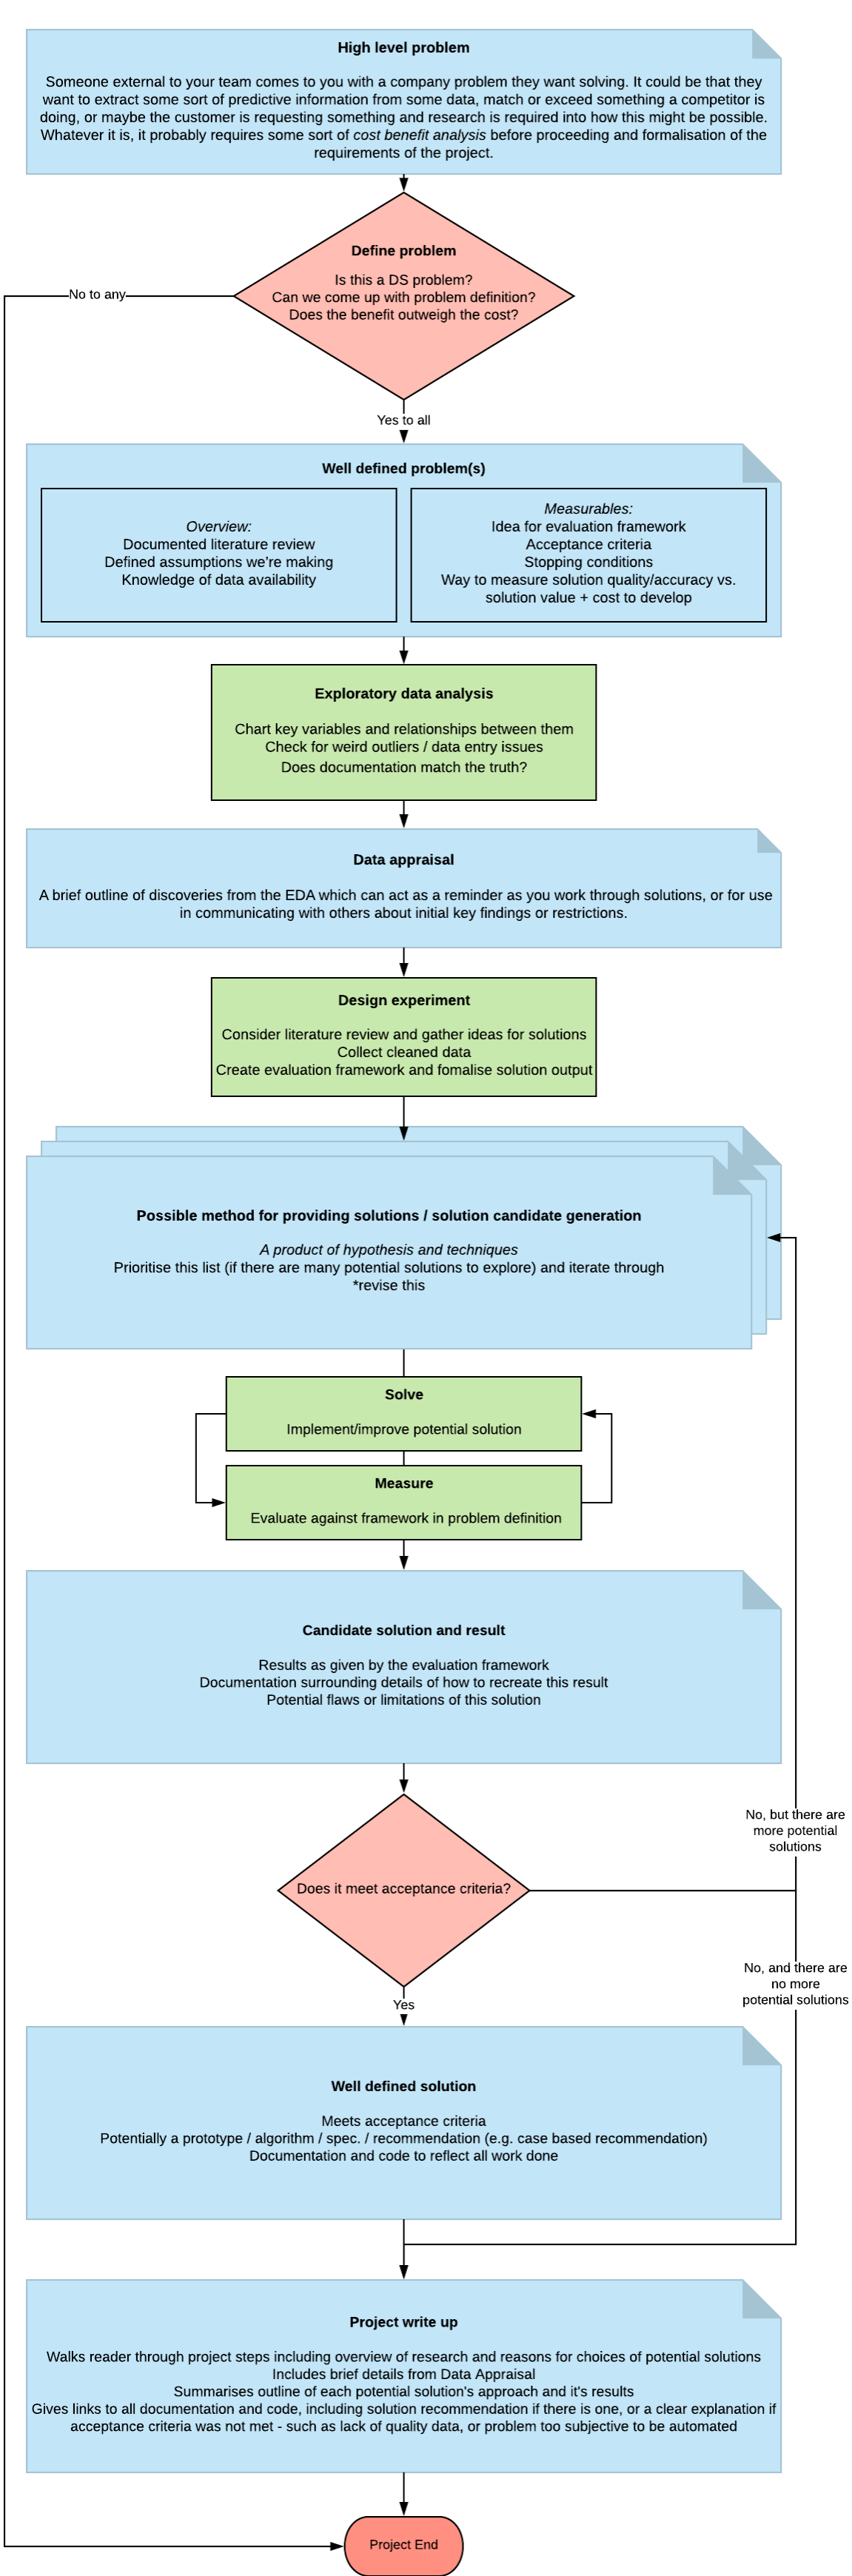 High level problem
Someone external to your team comes to you with a company problem they want solving. It could be that they
want to extract some sort of predictive information from some data, match or exceed something a competitor is
doing, or maybe the customer is requesting something and research is required into how this might be possible.
Whatever it is, it probably requires some sort of cost benefit analysis before proceeding and formalisation of the
requirements of the project.
Define problem
Is this a DS problem?
Can we come up with problem definition?
Does the benefit outweigh the cost?
No to any
Yes to all
Well defined problem(s)
Overview:
Documented literature review
Defined assumptions we're making
Knowledge of data availability
Measurables:
Idea for evaluation framework
Acceptance criteria
Stopping conditions
Way to measure solution quality/accuracy vs.
solution value + cost to develop
Exploratory data analysis
Chart key variables and relationships between them
Check for weird outliers / data entry issues
Does documentation match the truth?
Data appraisal
A brief outline of discoveries from the EDA which can act as a reminder as you work through solutions, or for use
in communicating with others about initial key findings or restrictions.
Design experiment
Consider literature review and gather ideas for solutions
Collect cleaned data
Create evaluation framework and fomalise solution output
Possible method for providing solutions / solution candidate generation
A product of hypothesis and techniques
Prioritise this list (if there are many potential solutions to explore) and iterate through
*revise this
Solve
Implement/improve potential solution
Measure
Evaluate against framework in problem definition
Candidate solution and result
Results as given by the evaluation framework
Documentation surrounding details of how to recreate this result
Potential flaws or limitations of this solution
No, but there are
more potential
solutions
Does it meet acceptance criteria?
No, and there are
no more
potential solutions
Yes
Well defined solution
Meets acceptance criteria
Potentially a prototype / algorithm / spec. / recommendation (e.g. case based recommendation)
Documentation and code to reflect all work done
Project write up
Walks reader through project steps including overview of research and reasons for choices of potential solutions
Includes brief details from Data Appraisal
Summarises outline of each potential solution's approach and it's results
Gives links to all documentation and code, including solution recommendation if there is one, or a clear explanation if
acceptance criteria was not met - such as lack of quality data, or problem too subjective to be automated
Project End